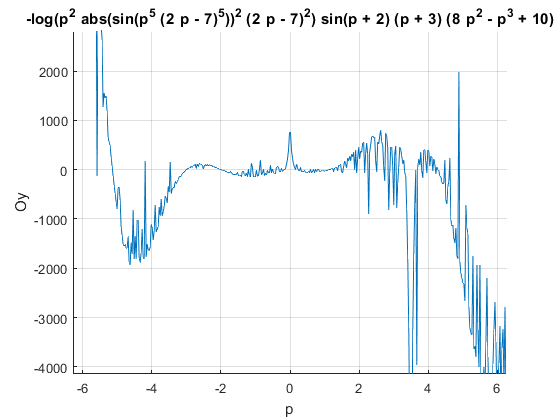 -log(p² abs(sin(p⁵ (2 p - 7)⁵))² (2 p - 7)²) sin(p + 2) (p + 3) (8 p² - p³ + 10)
2000
1000
0
-1000
-2000
-3000
-4000
Oy
-6 -4 -2 0 2 4 6
p